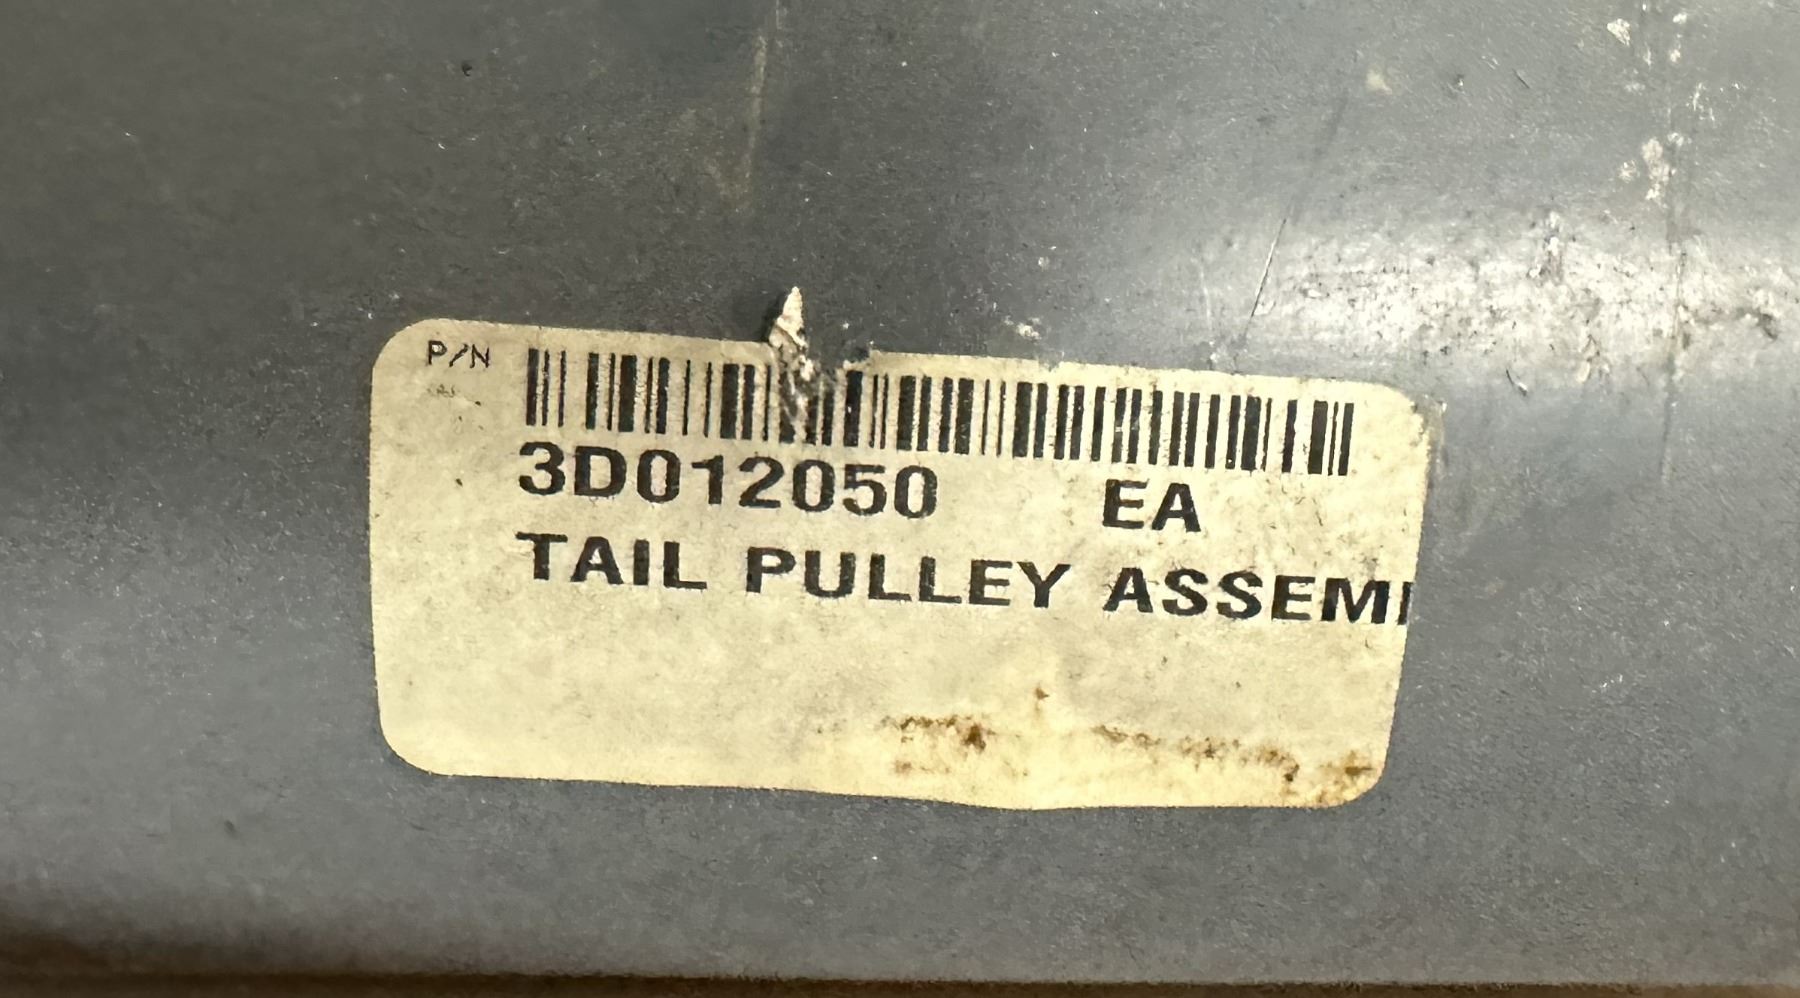 P/N
3D012050 EA
TAIL PULLEY ASSEM